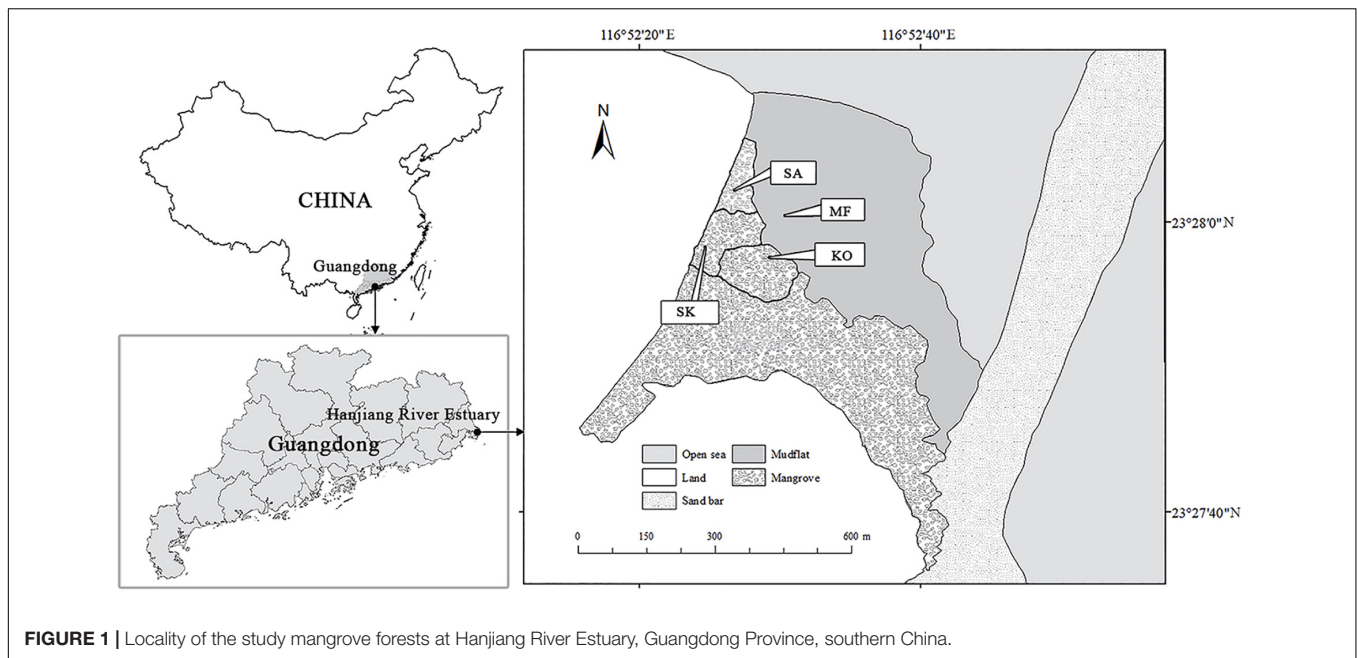 CHINA
Guangdong
Hanjiang River Estuary
Guangdong
116°52'20"E
116°52'40"E
N
SA
MF
23°28'0"N
KO
SK
Open sea
Mudflat
Land
Mangrove
Sand bar
23°27'40"N
0 150 300 450 600 m
FIGURE 1 | Locality of the study mangrove forests at Hanjiang River Estuary, Guangdong Province, southern China.